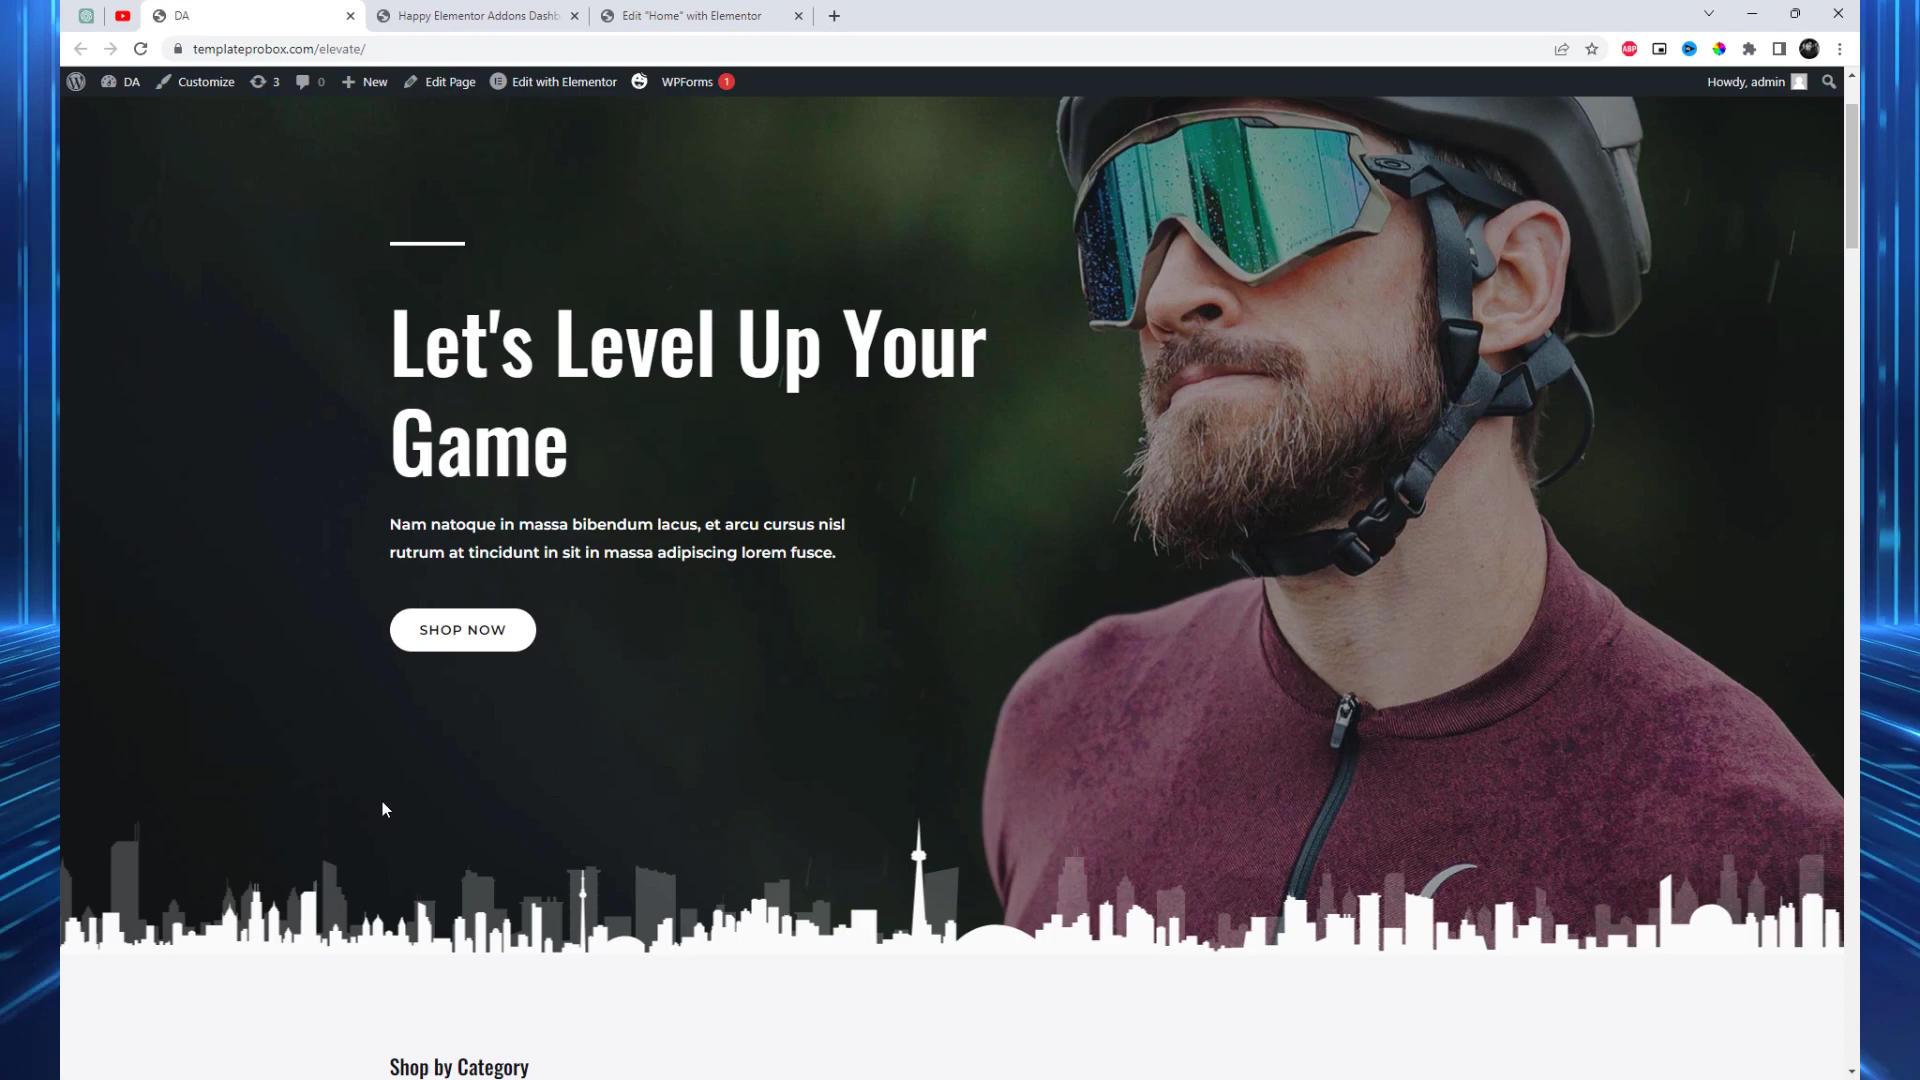 DA
Happy Elementor Addons Dashb
Edit "Home" with Elementor
templateprobox.com/elevate/
ABP
DA
Customize
3
0
New
Edit Page
Edit with Elementor
WPForms
1
Howdy, admin
Let's Level Up Your
Game
Nam natoque in massa bibendum lacus, et arcu cursus nisl
rutrum at tincidunt in sit in massa adipiscing lorem fusce.
SHOP NOW
Shop by Category